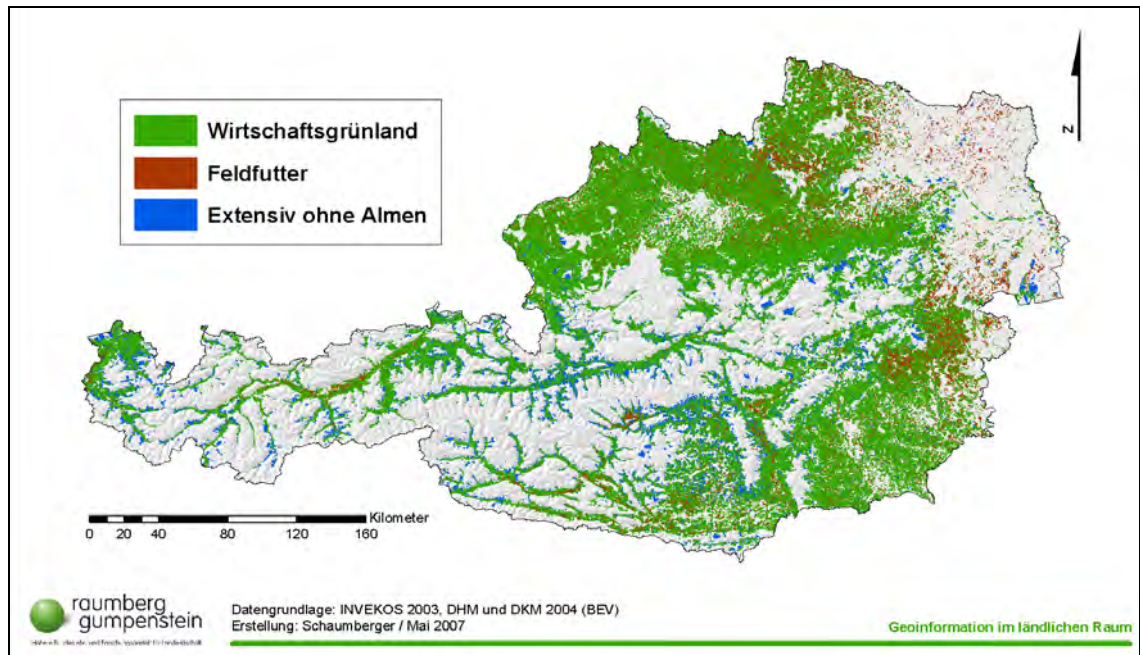 Wirtschaftsgrünland
Feldfutter
Extensiv ohne Almen
N
Kilometer
0 20 40 80 120 160
raumberg
gumpenstein
Datengrundlage: INVEKOS 2003, DHM und DKM 2004 (BEV)
Erstellung: Schaumberger / Mai 2007
Geoinformation im ländlichen Raum